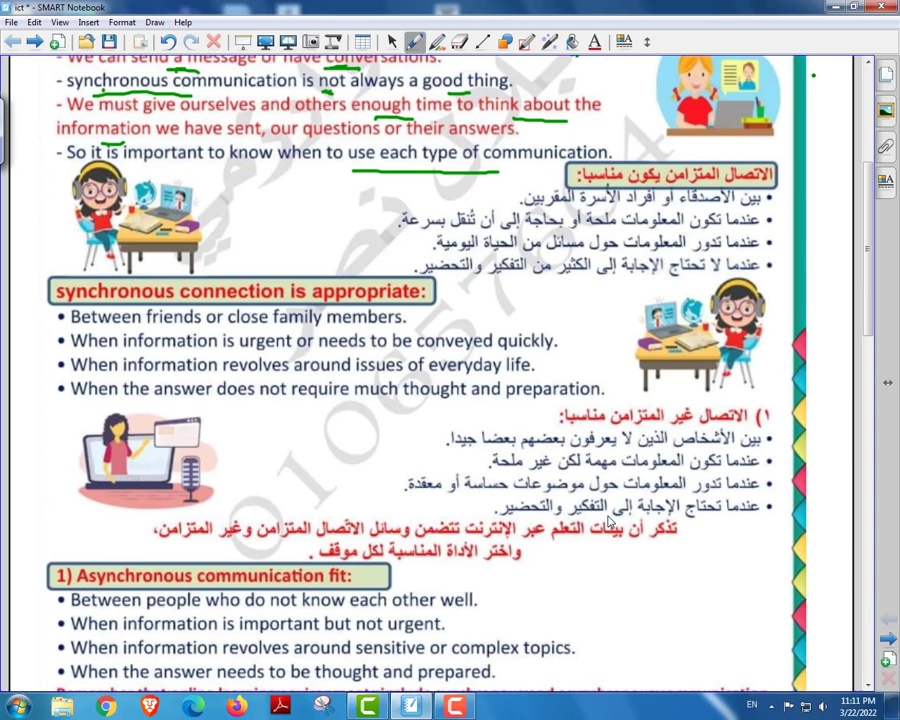 ict * - SMART Notebook
File Edit View Insert Format Draw Help
- We can send a message or have conversations.
- synchronous communication is not always a good thing.
- We must give ourselves and others enough time to think about the
information we have sent, our questions or their answers.
- So it is important to know when to use each type of communication.
الاتصال المتزامن يكون مناسبا:
• بين الأصدقاء أو أفراد الأسرة المقربين.
• عندما تكون المعلومات ملحة أو بحاجة إلى أن تُنقل بسرعة.
• عندما تدور المعلومات حول مسائل من الحياة اليومية.
• عندما لا تحتاج الإجابة إلى الكثير من التفكير والتحضير.
synchronous connection is appropriate:
• Between friends or close family members.
• When information is urgent or needs to be conveyed quickly.
• When information revolves around issues of everyday life.
• When the answer does not require much thought and preparation.
١) الاتصال غير المتزامن مناسبا:
• بين الأشخاص الذين لا يعرفون بعضهم بعضا جيدا.
• عندما تكون المعلومات مهمة لكن غير ملحة.
• عندما تدور المعلومات حول موضوعات حساسة أو معقدة.
• عندما تحتاج الإجابة إلى التفكير والتحضير.
تذكر أن بيئات التعلم عبر الإنترنت تتضمن وسائل الاتصال المتزامن وغير المتزامن،
واختر الأداة المناسبة لكل موقف .
1) Asynchronous communication fit:
• Between people who do not know each other well.
• When information is important but not urgent.
• When information revolves around sensitive or complex topics.
• When the answer needs to be thought and prepared.
EN
11:11 PM
3/22/2022